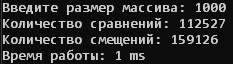 Введите размер массива: 1000
Количество сравнений: 112527
Количество смещений: 159126
Время работы: 1 ms